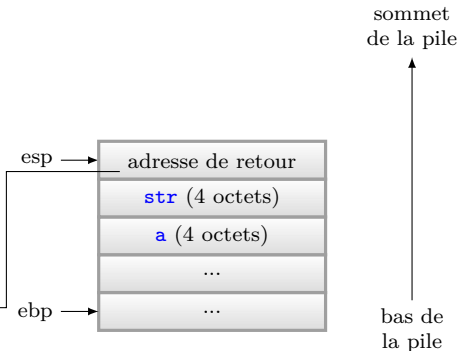 sommet
de la pile
esp
adresse de retour
str (4 octets)
a (4 octets)
...
ebp
...
bas de
la pile